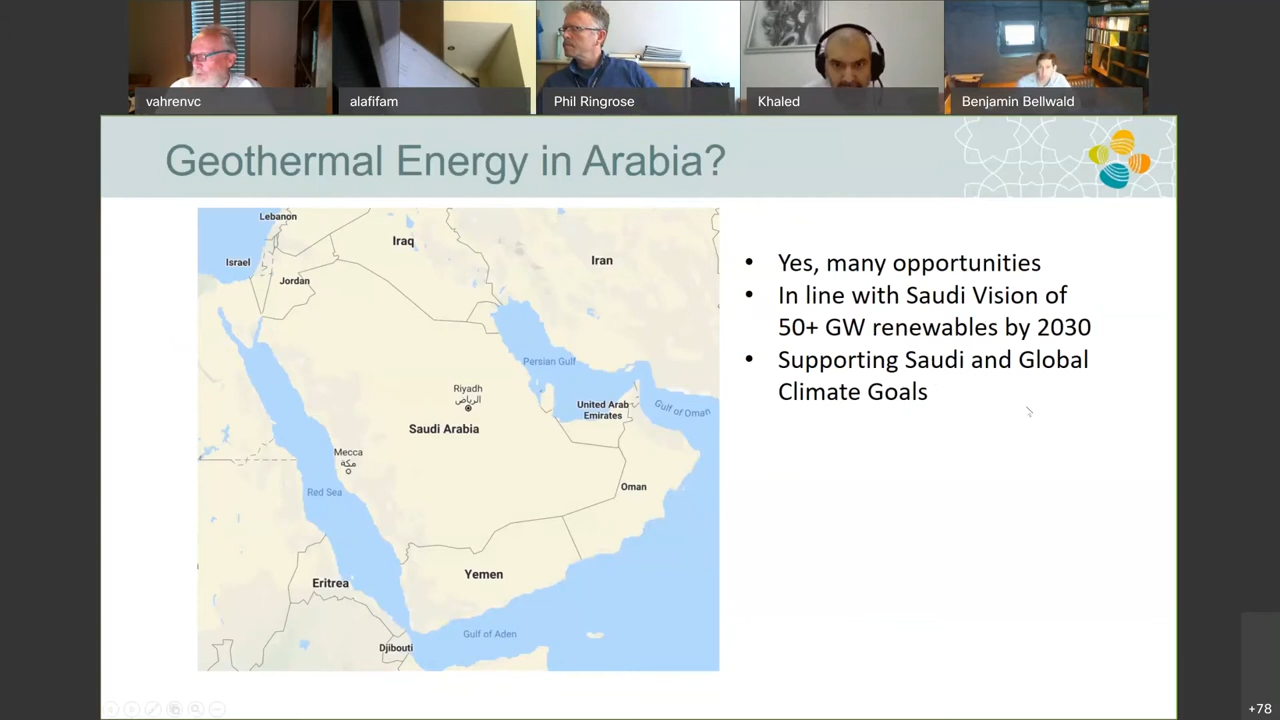 vahrenvc
alafifam
Phil Ringrose
Khaled
Benjamin Bellwald
Geothermal Energy in Arabia?
Lebanon
Iraq
Israel
Iran
Jordan
Persian Gulf
Riyadh
الرياض
United Arab
Emirates
Gulf of Oman
Saudi Arabia
Mecca
مكة
Red Sea
Oman
Yemen
Eritrea
Gulf of Aden
Djibouti
• Yes, many opportunities
• In line with Saudi Vision of
50+ GW renewables by 2030
• Supporting Saudi and Global
Climate Goals
+78